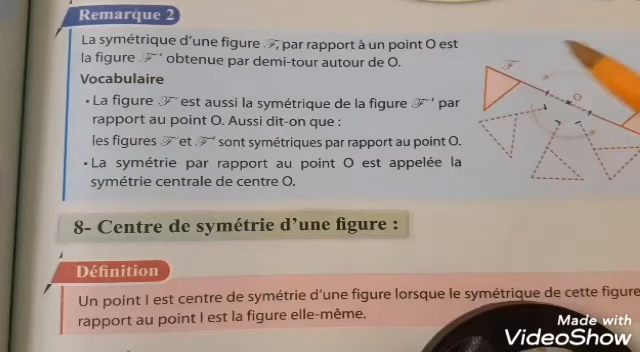 Remarque 2
La symétrique d'une figure ℱ, par rapport à un point O est
la figure ℱ' obtenue par demi-tour autour de O.
Vocabulaire
• La figure ℱ est aussi la symétrique de la figure ℱ' par
rapport au point O. Aussi dit-on que :
les figures ℱ et ℱ' sont symétriques par rapport au point O.
• La symétrie par rapport au point O est appelée la
symétrie centrale de centre O.
ℱ
O
8- Centre de symétrie d'une figure :
Définition
Un point I est centre de symétrie d'une figure lorsque le symétrique de cette figure
rapport au point I est la figure elle-même.
Made with
VideoShow